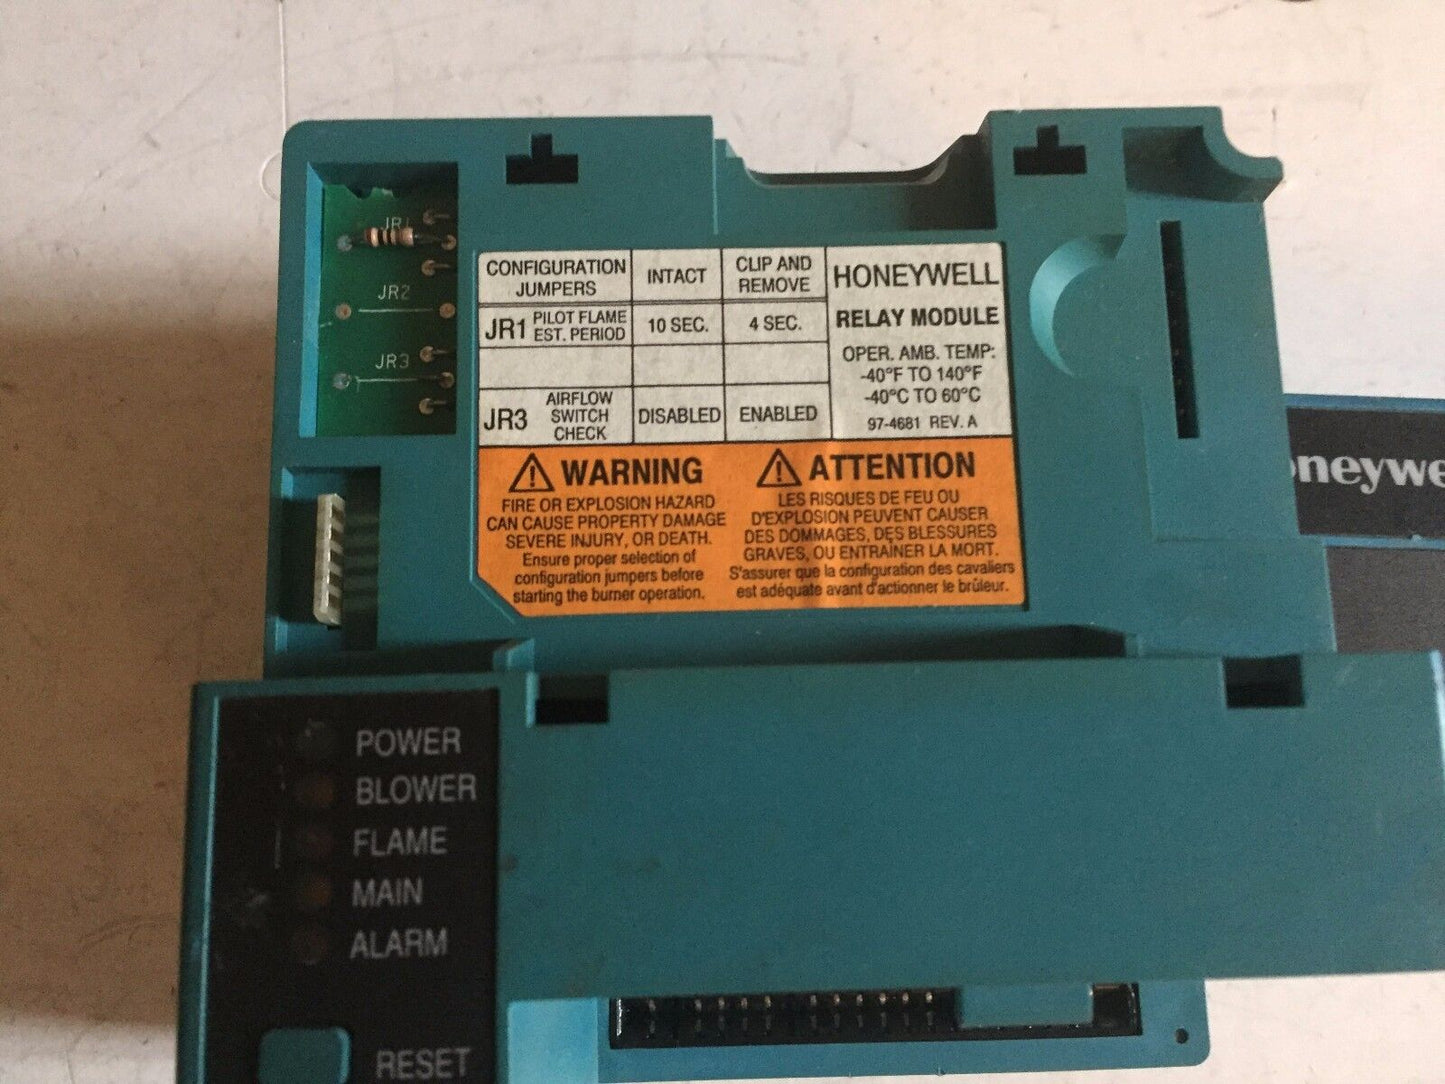 JR1
JR2
JR3
CONFIGURATION JUMPERS
INTACT
CLIP AND REMOVE
JR1 PILOT FLAME EST. PERIOD
10 SEC.
4 SEC.
JR3 AIRFLOW SWITCH CHECK
DISABLED
ENABLED
HONEYWELL
RELAY MODULE
OPER. AMB. TEMP:
-40°F TO 140°F
-40°C TO 60°C
97-4681 REV. A
WARNING
FIRE OR EXPLOSION HAZARD
CAN CAUSE PROPERTY DAMAGE
SEVERE INJURY, OR DEATH.
Ensure proper selection of
configuration jumpers before
starting the burner operation.
ATTENTION
LES RISQUES DE FEU OU
D'EXPLOSION PEUVENT CAUSER
DES DOMMAGES, DES BLESSURES
GRAVES, OU ENTRAÎNER LA MORT.
S'assurer que la configuration des cavaliers
est adéquate avant d'actionner le brûleur.
oneywe
POWER
BLOWER
FLAME
MAIN
ALARM
RESET